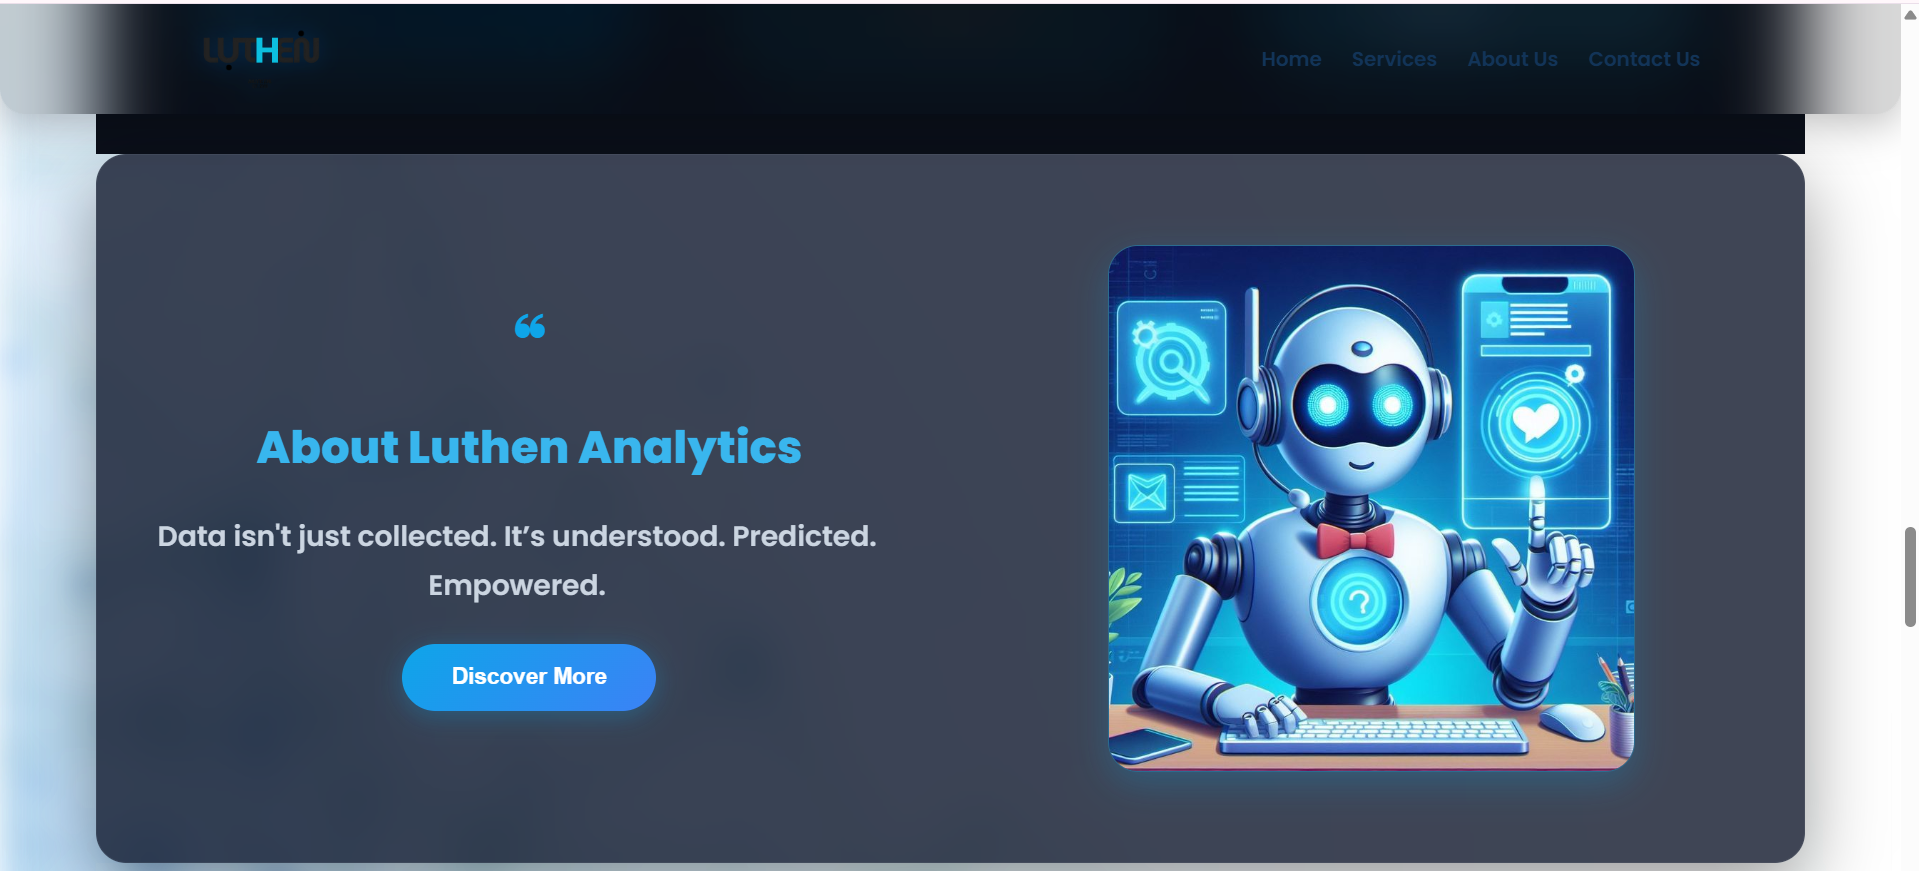 LUTHEN
Home Services About Us Contact Us
❝
About Luthen Analytics
Data isn't just collected. It’s understood. Predicted.
Empowered.
Discover More
?